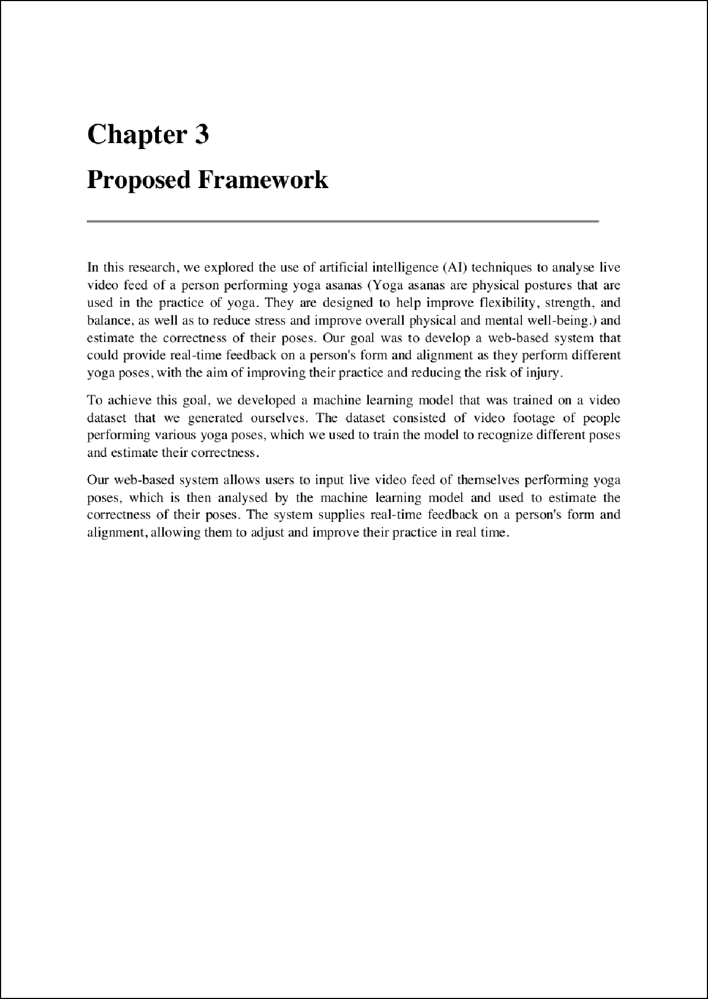 Chapter 3
Proposed Framework
In this research, we explored the use of artificial intelligence (AI) techniques to analyse live
video feed of a person performing yoga asanas (Yoga asanas are physical postures that are
used in the practice of yoga. They are designed to help improve flexibility, strength, and
balance, as well as to reduce stress and improve overall physical and mental well-being.) and
estimate the correctness of their poses. Our goal was to develop a web-based system that
could provide real-time feedback on a person's form and alignment as they perform different
yoga poses, with the aim of improving their practice and reducing the risk of injury.
To achieve this goal, we developed a machine learning model that was trained on a video
dataset that we generated ourselves. The dataset consisted of video footage of people
performing various yoga poses, which we used to train the model to recognize different poses
and estimate their correctness.
Our web-based system allows users to input live video feed of themselves performing yoga
poses, which is then analysed by the machine learning model and used to estimate the
correctness of their poses. The system supplies real-time feedback on a person's form and
alignment, allowing them to adjust and improve their practice in real time.